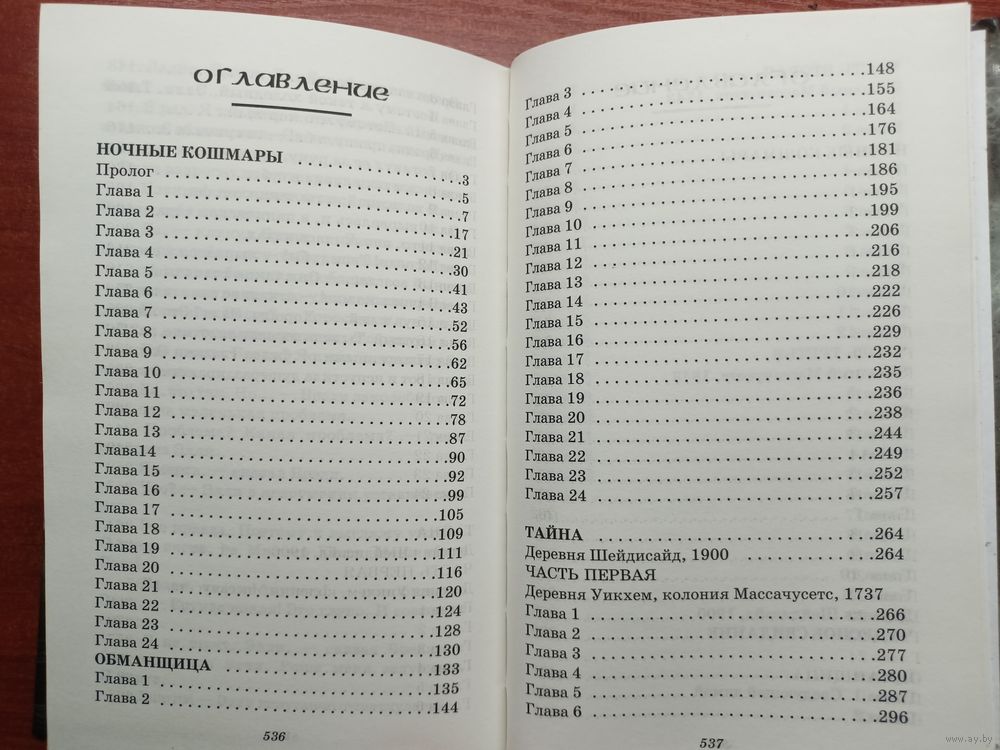 Оглавление
НОЧНЫЕ КОШМАРЫ ....3
Пролог ....5
Глава 1 ....7
Глава 2 ....17
Глава 3 ....21
Глава 4 ....30
Глава 5 ....41
Глава 6 ....43
Глава 7 ....52
Глава 8 ....56
Глава 9 ....62
Глава 10 ....65
Глава 11 ....72
Глава 12 ....78
Глава 13 ....87
Глава14 ....90
Глава 15 ....92
Глава 16 ....99
Глава 17 ....105
Глава 18 ....109
Глава 19 ....111
Глава 20 ....116
Глава 21 ....120
Глава 22 ....124
Глава 23 ....128
Глава 24 ....130
ОБМАНЩИЦА ....133
Глава 1 ....135
Глава 2 ....144
536
Глава 3 ....148
Глава 4 ....155
Глава 5 ....164
Глава 6 ....176
Глава 7 ....181
Глава 8 ....186
Глава 9 ....195
Глава 10 ....199
Глава 11 ....206
Глава 12 ....216
Глава 13 ....218
Глава 14 ....222
Глава 15 ....226
Глава 16 ....229
Глава 17 ....232
Глава 18 ....235
Глава 19 ....236
Глава 20 ....238
Глава 21 ....244
Глава 22 ....249
Глава 23 ....252
Глава 24 ....257
ТАЙНА ....264
Деревня Шейдисайд, 1900 ....264
ЧАСТЬ ПЕРВАЯ
Деревня Уикхем, колония Массачусетс, 1737
Глава 1 ....266
Глава 2 ....270
Глава 3 ....277
Глава 4 ....280
Глава 5 ....287
Глава 6 ....296
537
www.ay.by